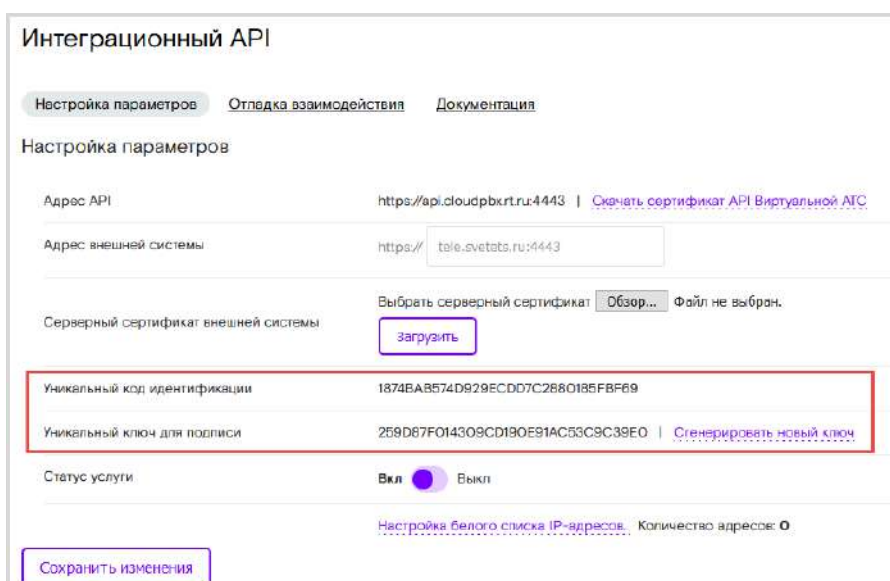 Интеграционный API
Настройка параметров Отладка взаимодействия Документация
Настройка параметров
Адрес API https://api.cloudpbx.rt.ru:4443 | Скачать сертификат API Виртуальной АТС
Адрес внешней системы https:// tele.svetets.ru:4443
Выбрать серверный сертификат Обзор... Файл не выбран.
Серверный сертификат внешней системы
Загрузить
Уникальный код идентификации 1874BAB574D929ECDD7C2880185FBF69
Уникальный ключ для подписи 259D87F014309CD190E91AC53C9C39E0 | Сгенерировать новый ключ
Статус услуги Вкл Выкл
Настройка белого списка IP-адресов. Количество адресов: 0
Сохранить изменения